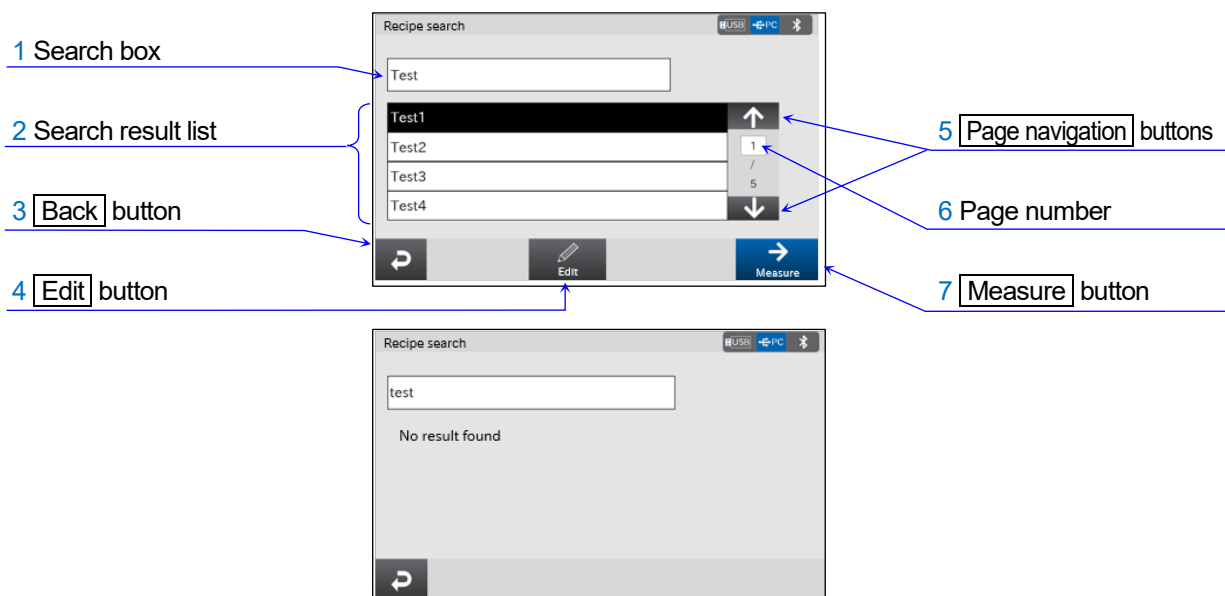 Recipe search
USB PC
1 Search box
Test
2 Search result list
Test1
Test2
Test3
Test4
1
/
5
5 Page navigation buttons
6 Page number
3 Back button
4 Edit button
Edit
Measure
7 Measure button
Recipe search
USB PC
test
No result found